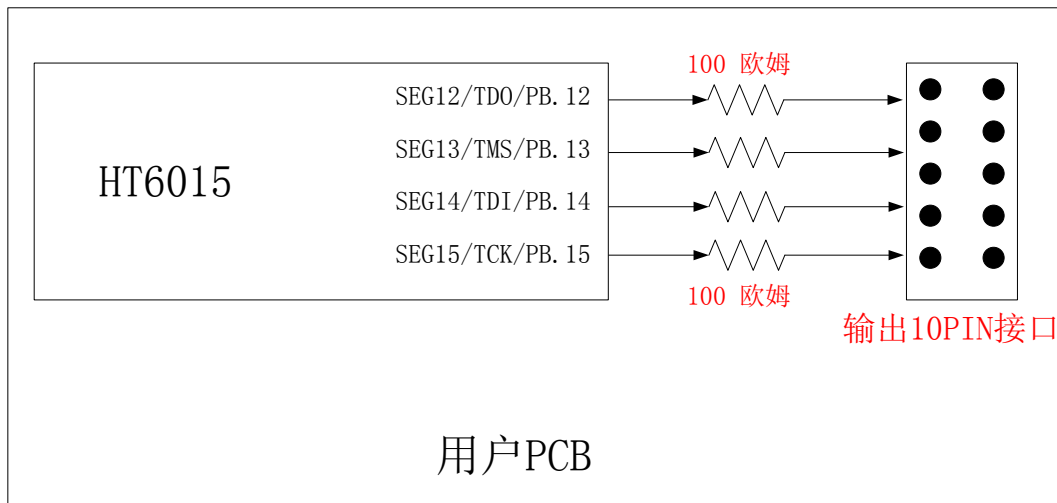 100 欧姆
SEG12/TDO/PB.12
SEG13/TMS/PB.13
HT6015
SEG14/TDI/PB.14
SEG15/TCK/PB.15
100 欧姆
输出10PIN接口
用户PCB